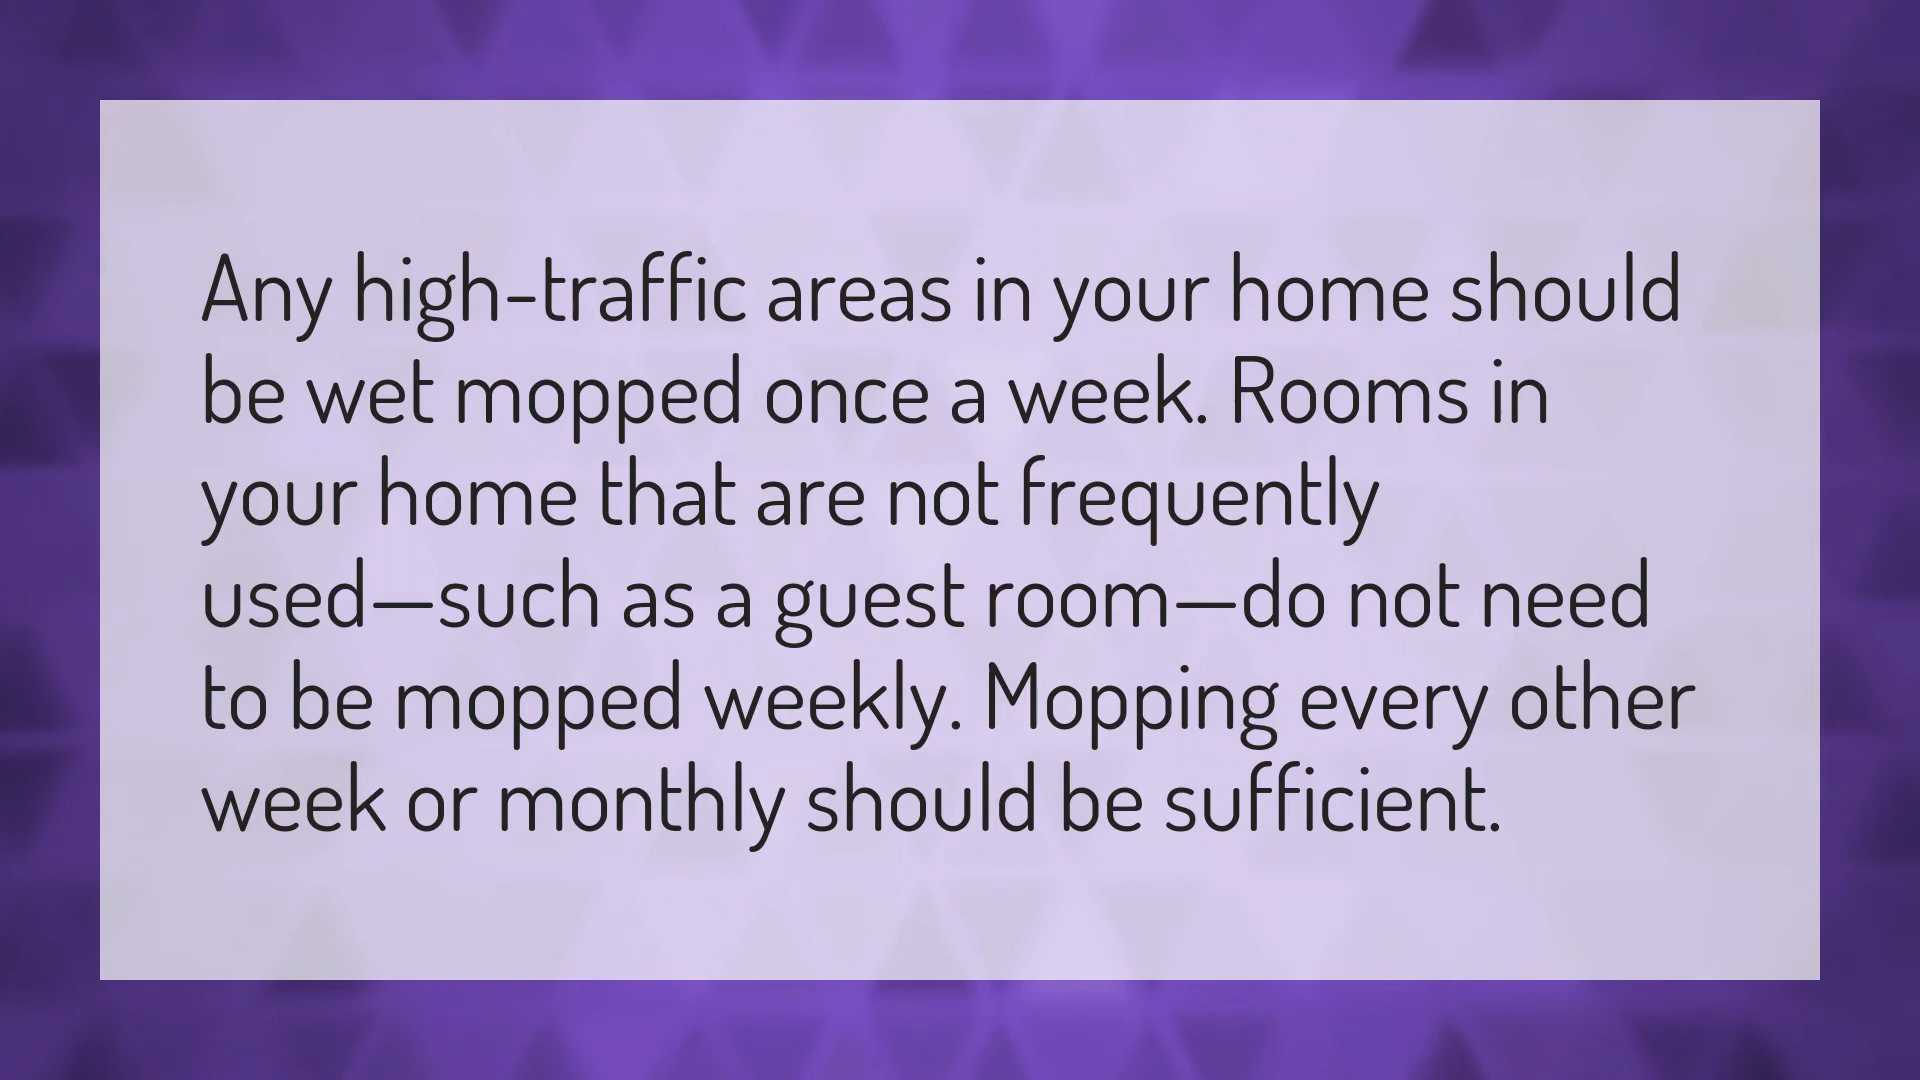 Any high-traffic areas in your home should
be wet mopped once a week. Rooms in
your home that are not frequently
used—such as a guest room—do not need
to be mopped weekly. Mopping every other
week or monthly should be sufficient.